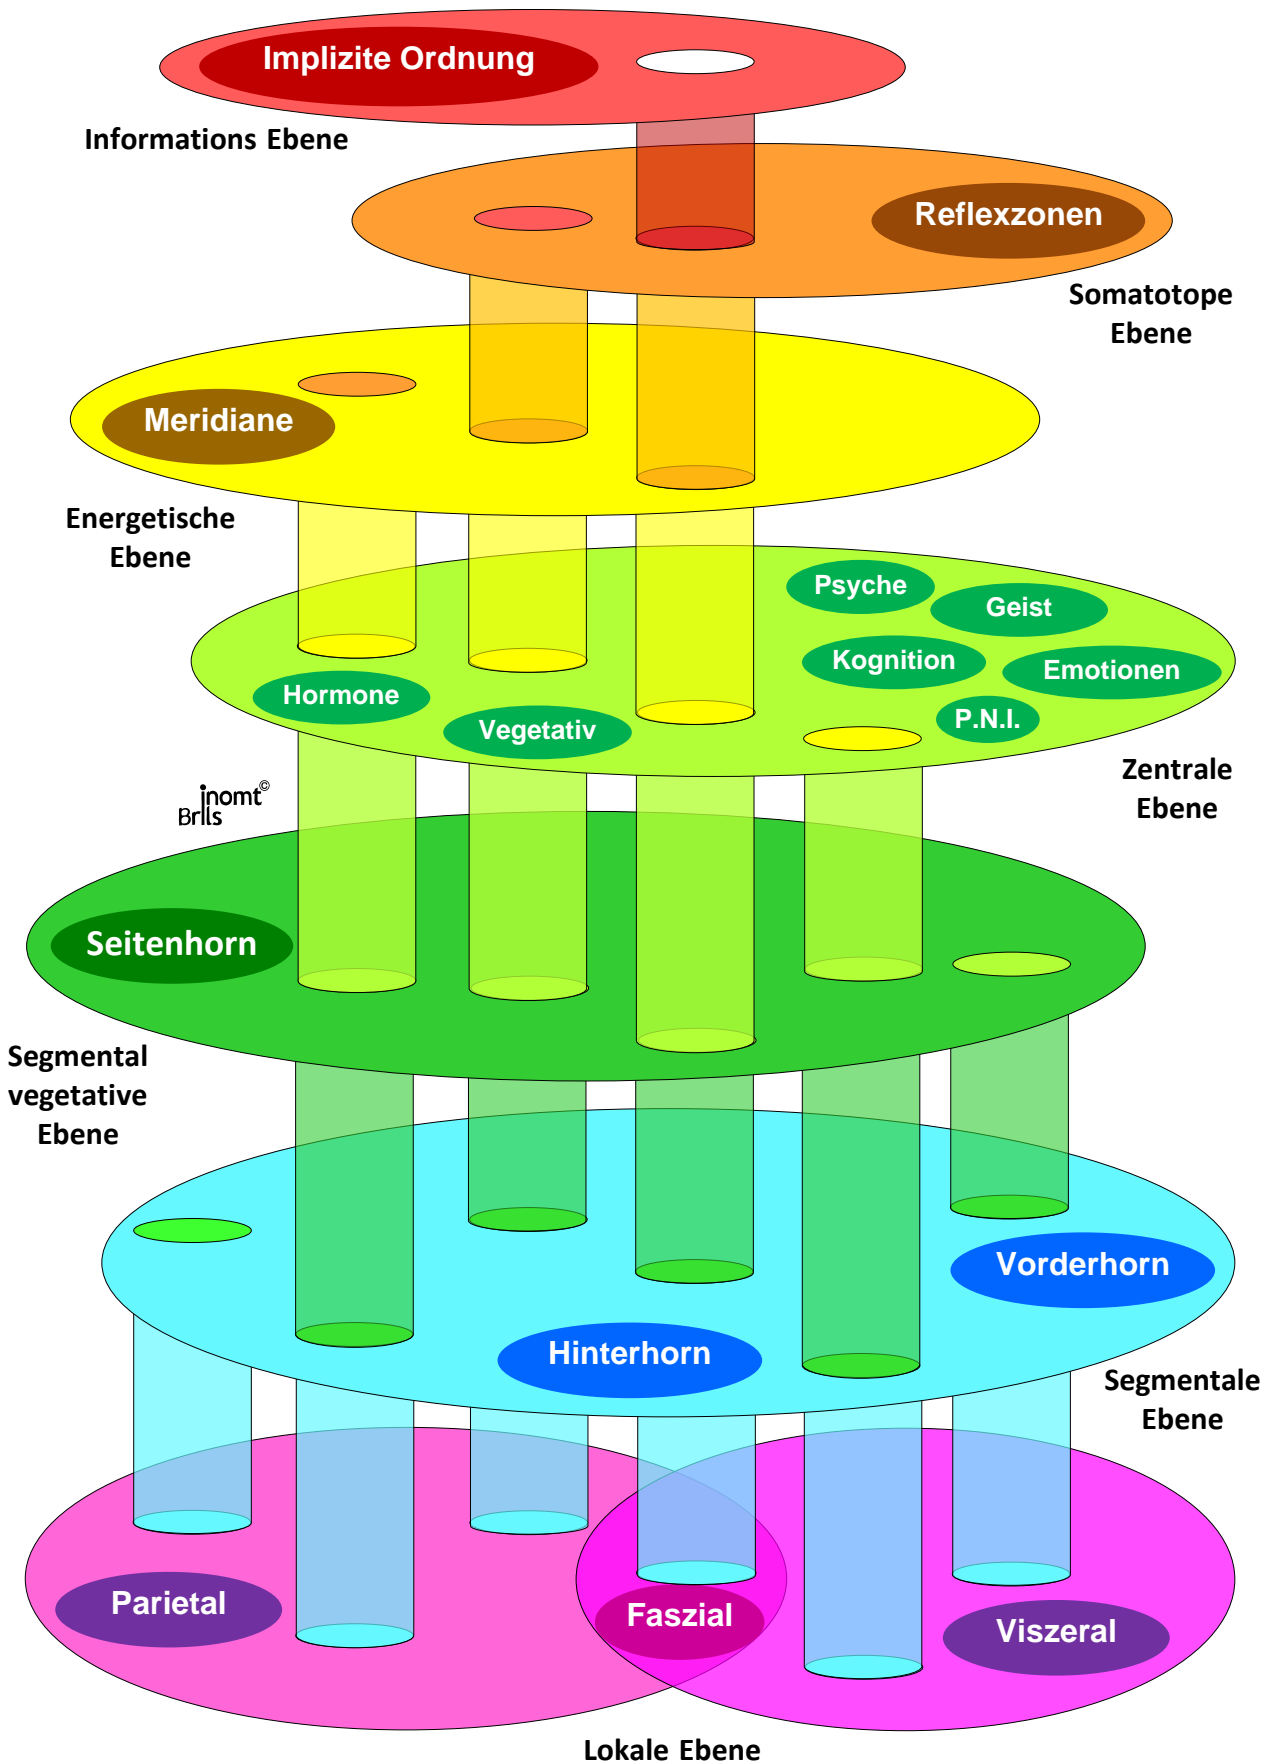 Implizite Ordnung
Informations Ebene
Reflexzonen
Somatotope
Ebene
Meridiane
Energetische
Ebene
Psyche
Geist
Kognition
Emotionen
Hormone
P.N.I.
Vegetativ
Zentrale
Ebene
inomt©
Brlls
Seitenhorn
Segmental
vegetative
Ebene
Vorderhorn
Hinterhorn
Segmentale
Ebene
Parietal
Faszial
Viszeral
Lokale Ebene